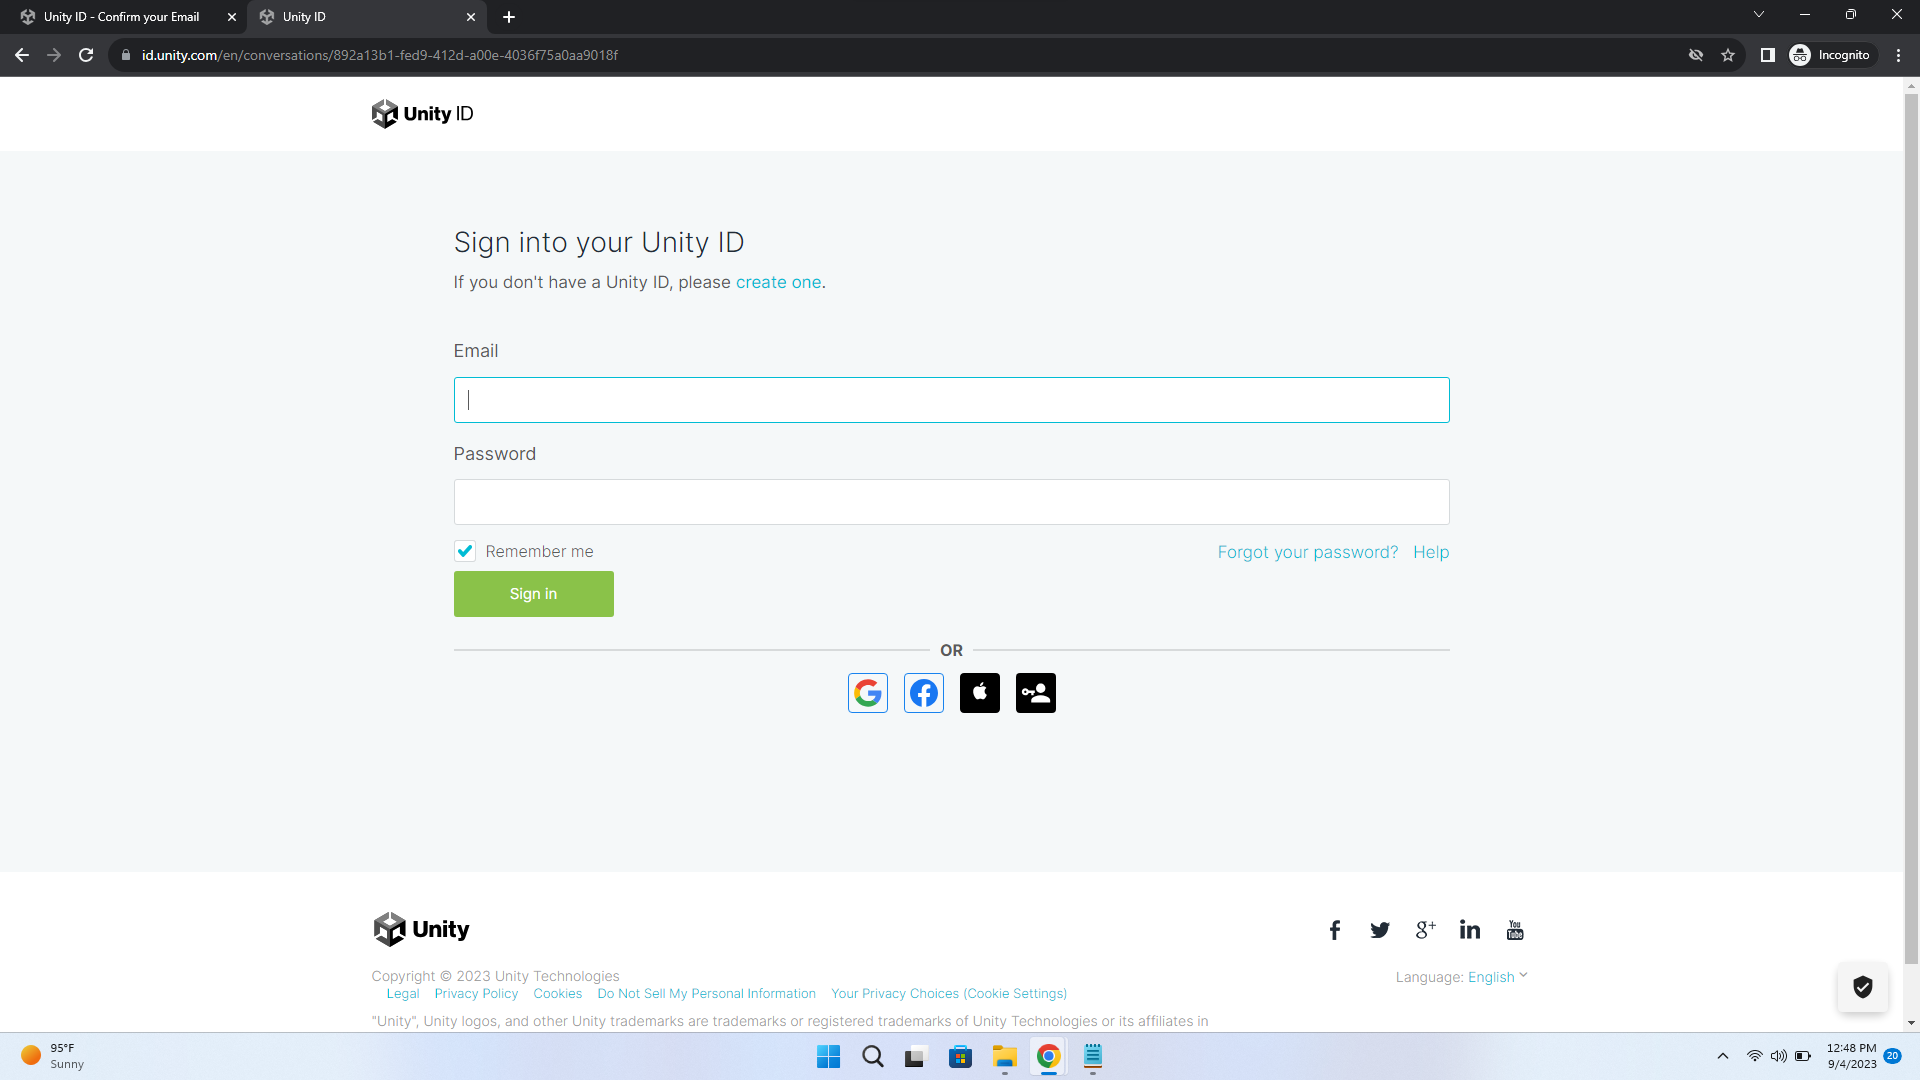 Unity ID - Confirm your Email
Unity ID
id.unity.com/en/conversations/892a13b1-fed9-412d-a00e-4036f75a0aa9018f
Incognito
Unity ID
Sign into your Unity ID
If you don't have a Unity ID, please create one.
Email
Password
Remember me
Forgot your password? Help
Sign in
OR
Unity
Copyright © 2023 Unity Technologies
Language: English
Legal Privacy Policy Cookies Do Not Sell My Personal Information Your Privacy Choices (Cookie Settings)
"Unity", Unity logos, and other Unity trademarks are trademarks or registered trademarks of Unity Technologies or its affiliates in
95°F
Sunny
12:48 PM
9/4/2023
20